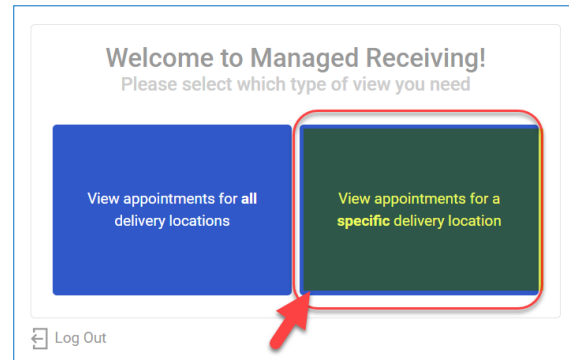 Welcome to Managed Receiving!
Please select which type of view you need
View appointments for all
delivery locations
View appointments for a
specific delivery location
Log Out